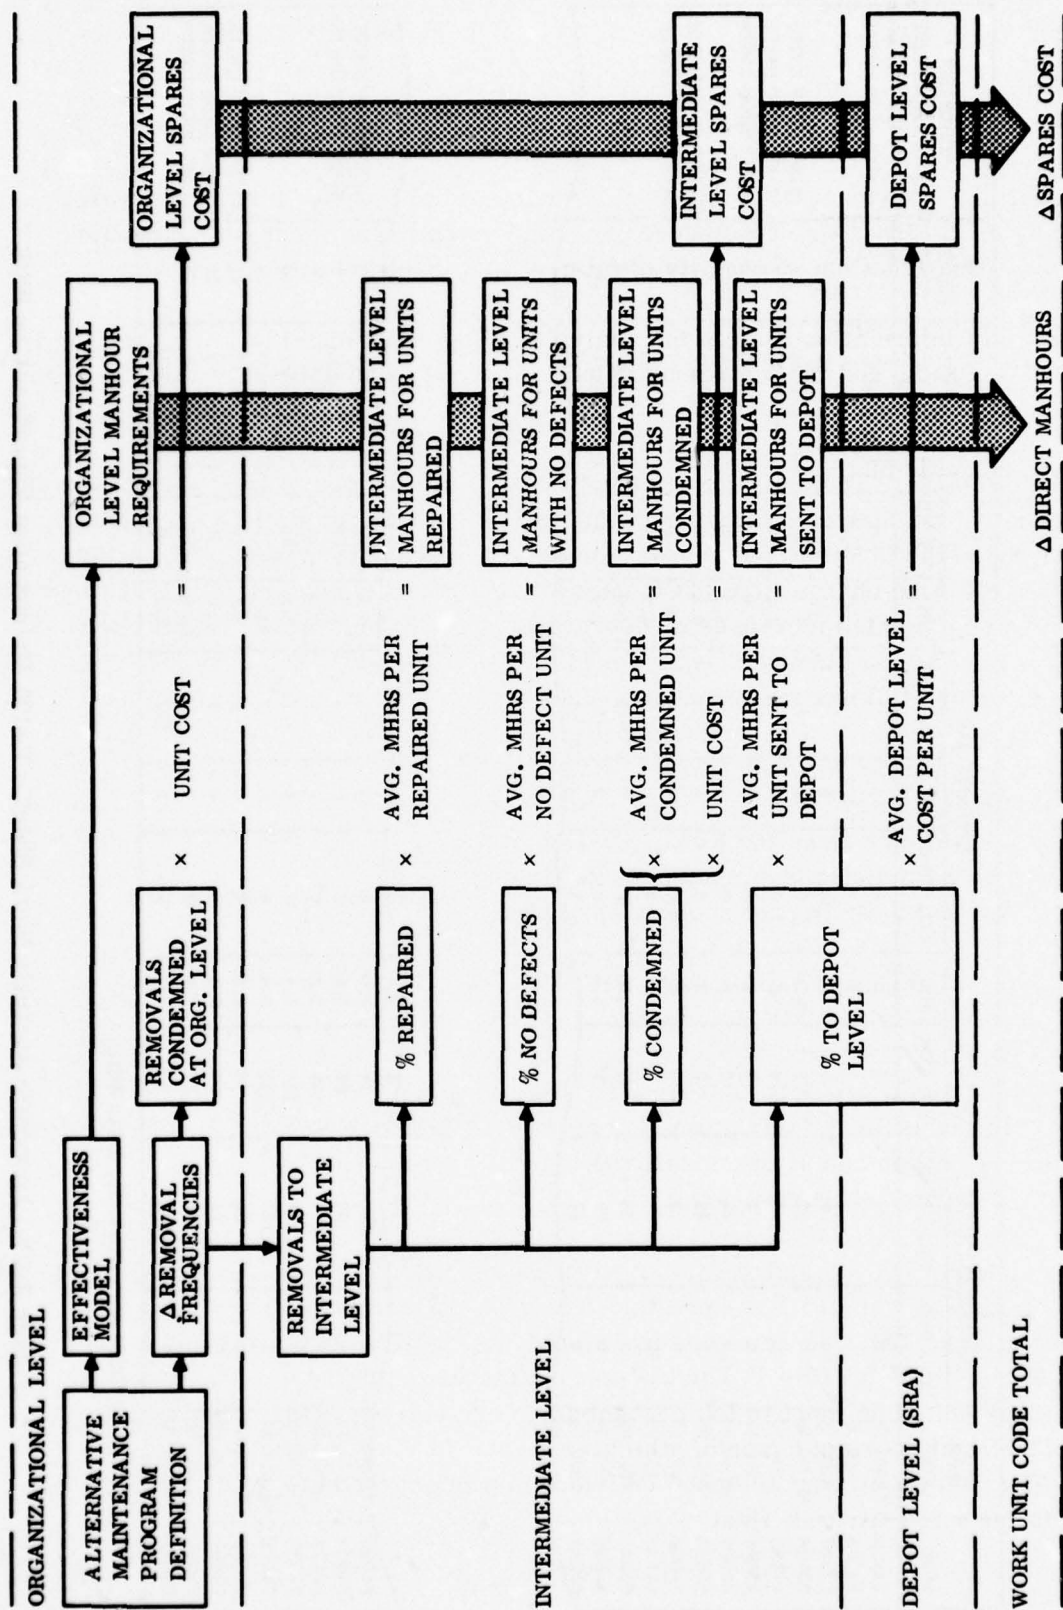 ORGANIZATIONAL LEVEL
ALTERNATIVE
MAINTENANCE
PROGRAM
DEFINITION
EFFECTIVENESS
MODEL
ORGANIZATIONAL
LEVEL MANHOUR
REQUIREMENTS
Δ REMOVAL
FREQUENCIES
REMOVALS
CONDEMNED
AT ORG. LEVEL
×
UNIT COST
=
ORGANIZATIONAL
LEVEL SPARES
COST
REMOVALS TO
INTERMEDIATE
LEVEL
INTERMEDIATE LEVEL
% REPAIRED
×
AVG. MHRS PER
REPAIRED UNIT
=
INTERMEDIATE LEVEL
MANHOURS FOR UNITS
REPAIRED
% NO DEFECTS
×
AVG. MHRS PER
NO DEFECT UNIT
=
INTERMEDIATE LEVEL
MANHOURS FOR UNITS
WITH NO DEFECTS
% CONDEMNED
×
AVG. MHRS PER
CONDEMNED UNIT
=
INTERMEDIATE LEVEL
MANHOURS FOR UNITS
CONDEMNED
×
UNIT COST
=
INTERMEDIATE
LEVEL SPARES
COST
% TO DEPOT
LEVEL
×
AVG. MHRS PER
UNIT SENT TO
DEPOT
=
INTERMEDIATE LEVEL
MANHOURS FOR UNITS
SENT TO DEPOT
DEPOT LEVEL (SRA)
×
AVG. DEPOT LEVEL
COST PER UNIT
=
DEPOT LEVEL
SPARES COST
WORK UNIT CODE TOTAL
Δ DIRECT MANHOURS
Δ SPARES COST